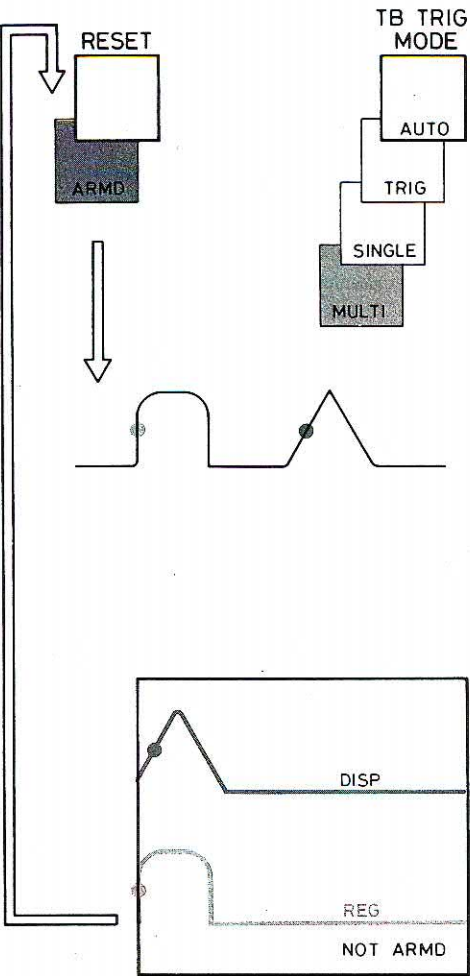 RESET
TB TRIG
MODE
AUTO
ARMD
TRIG
SINGLE
MULTI
DISP
REG
NOT ARMD